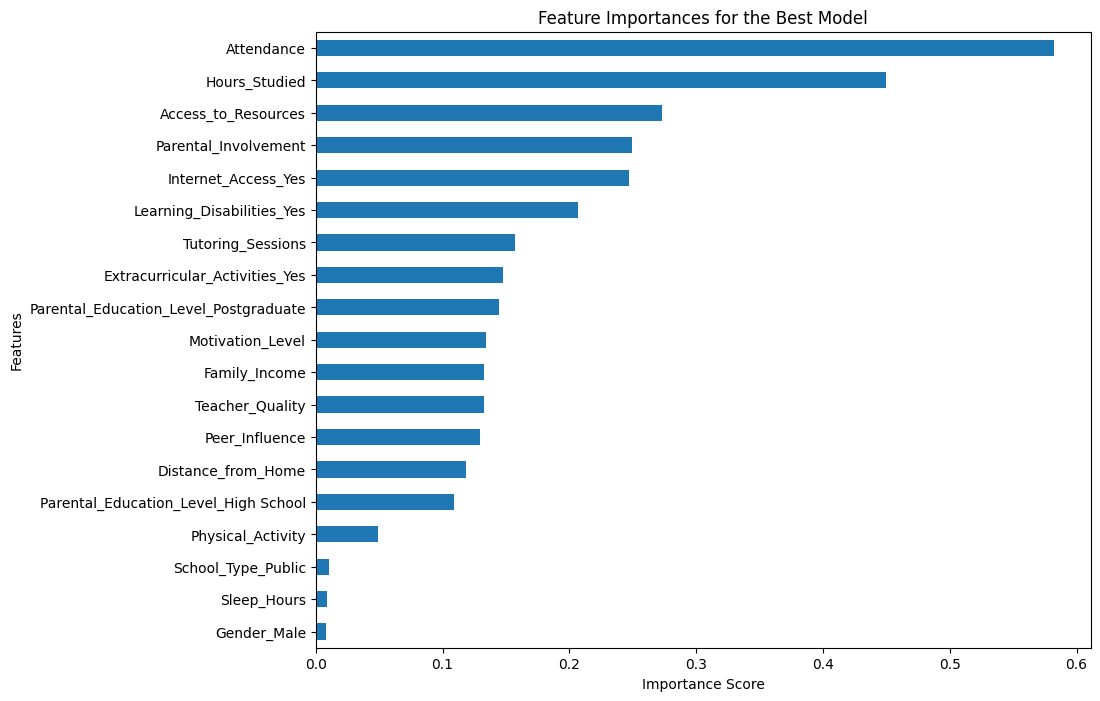 Feature Importances for the Best Model
Features
Attendance
Hours_Studied
Access_to_Resources
Parental_Involvement
Internet_Access_Yes
Learning_Disabilities_Yes
Tutoring_Sessions
Extracurricular_Activities_Yes
Parental_Education_Level_Postgraduate
Motivation_Level
Family_Income
Teacher_Quality
Peer_Influence
Distance_from_Home
Parental_Education_Level_High School
Physical_Activity
School_Type_Public
Sleep_Hours
Gender_Male
0.0 0.1 0.2 0.3 0.4 0.5 0.6
Importance Score